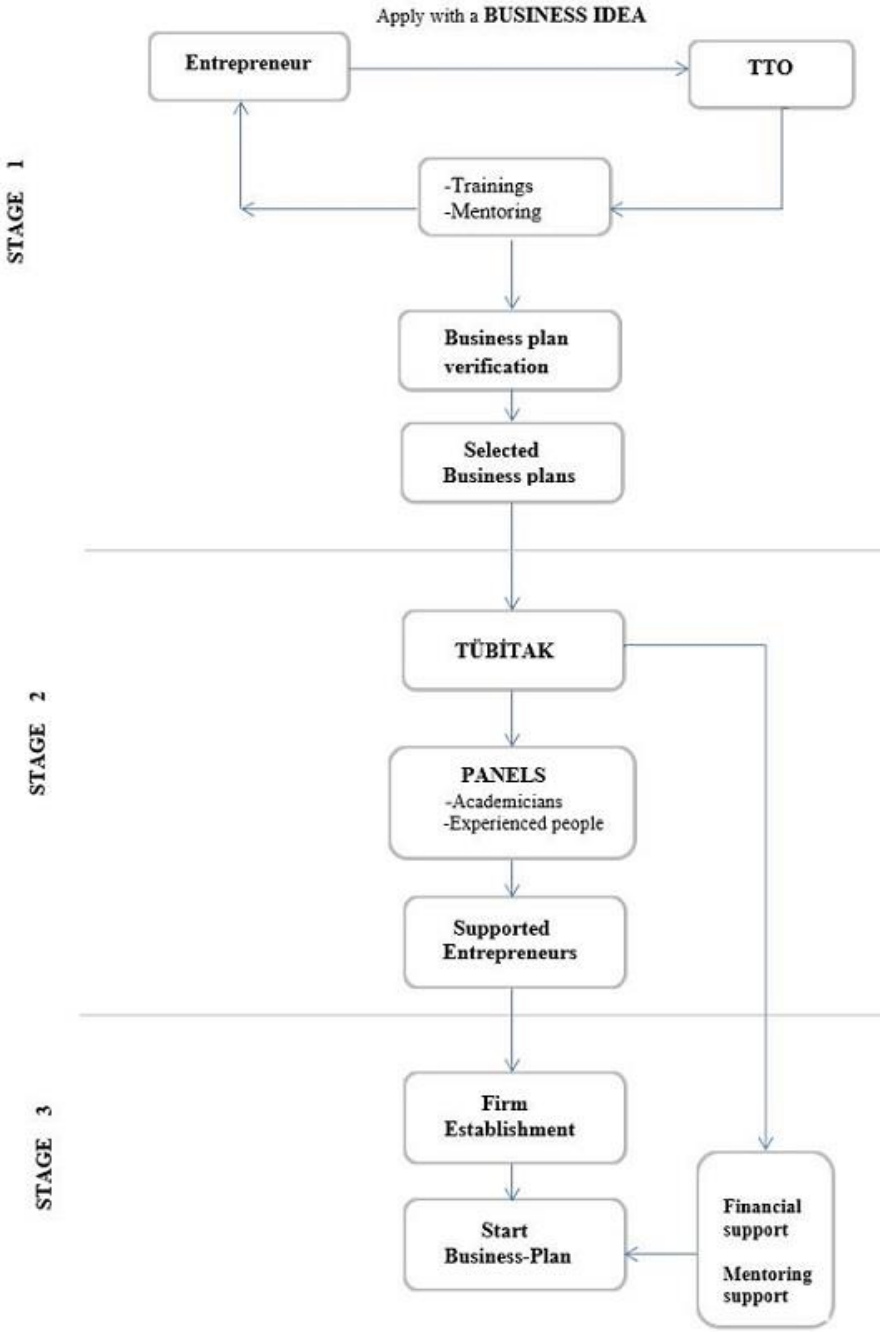 Apply with a BUSINESS IDEA
Entrepreneur
TTO
STAGE 1
-Trainings
-Mentoring
Business plan
verification
Selected
Business plans
STAGE 2
TÜBİTAK
PANELS
-Academicians
-Experienced people
Supported
Entrepreneurs
STAGE 3
Firm
Establishment
Start
Business-Plan
Financial
support
Mentoring
support